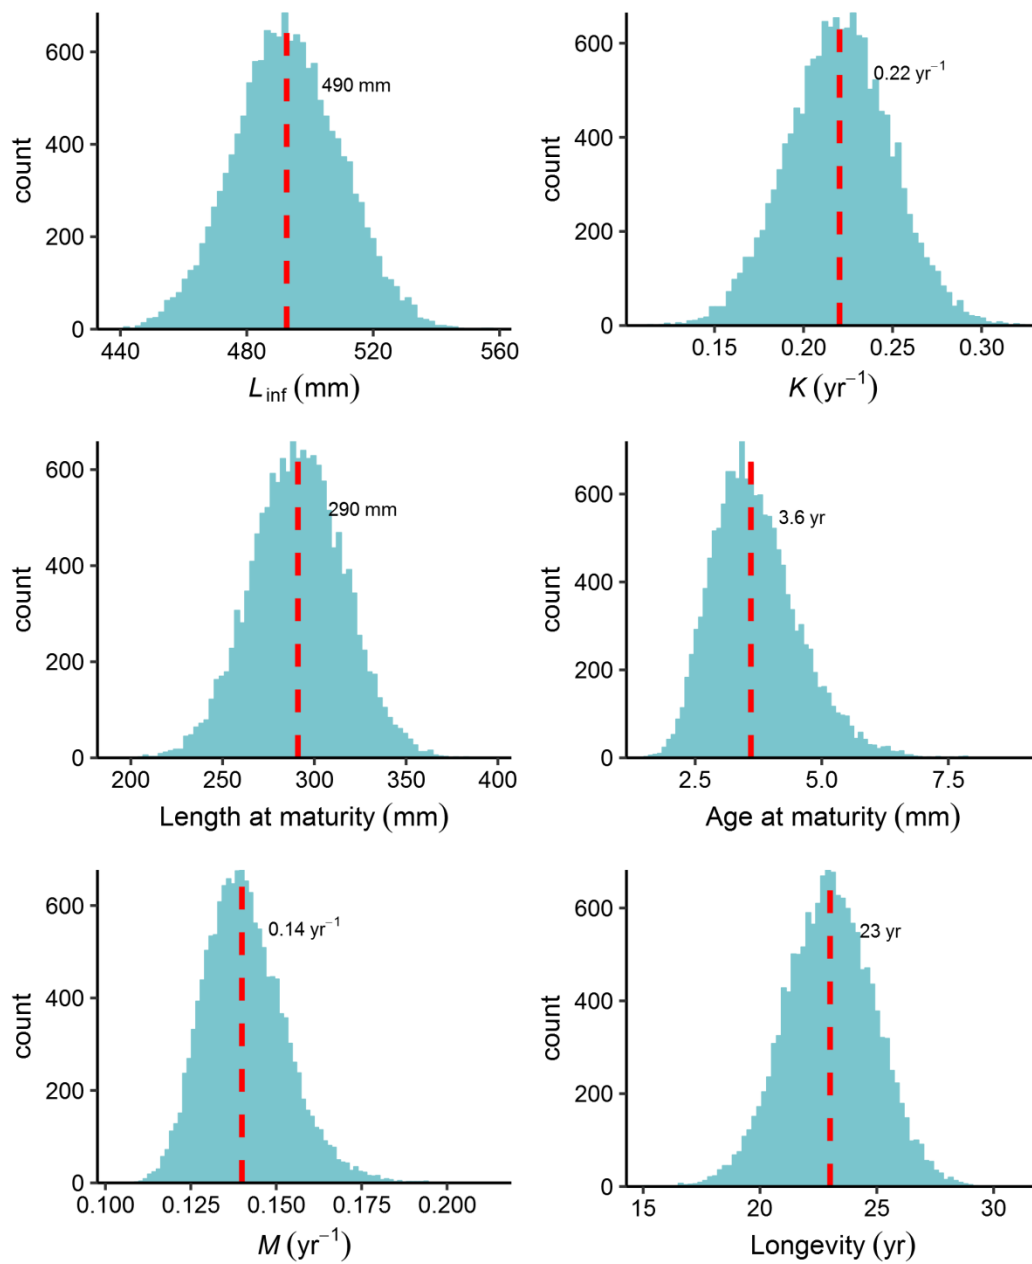 600
400
200
0
count
490 mm
440
480
520
560
L inf (mm)
600
400
200
0
count
0.22 yr⁻¹
0.15
0.20
0.25
0.30
K (yr⁻¹)
600
400
200
0
count
290 mm
200
250
300
350
400
Length at maturity (mm)
600
400
200
0
count
3.6 yr
2.5
5.0
7.5
Age at maturity (mm)
600
400
200
0
count
0.14 yr⁻¹
0.100
0.125
0.150
0.175
0.200
M (yr⁻¹)
600
400
200
0
count
23 yr
15
20
25
30
Longevity (yr)